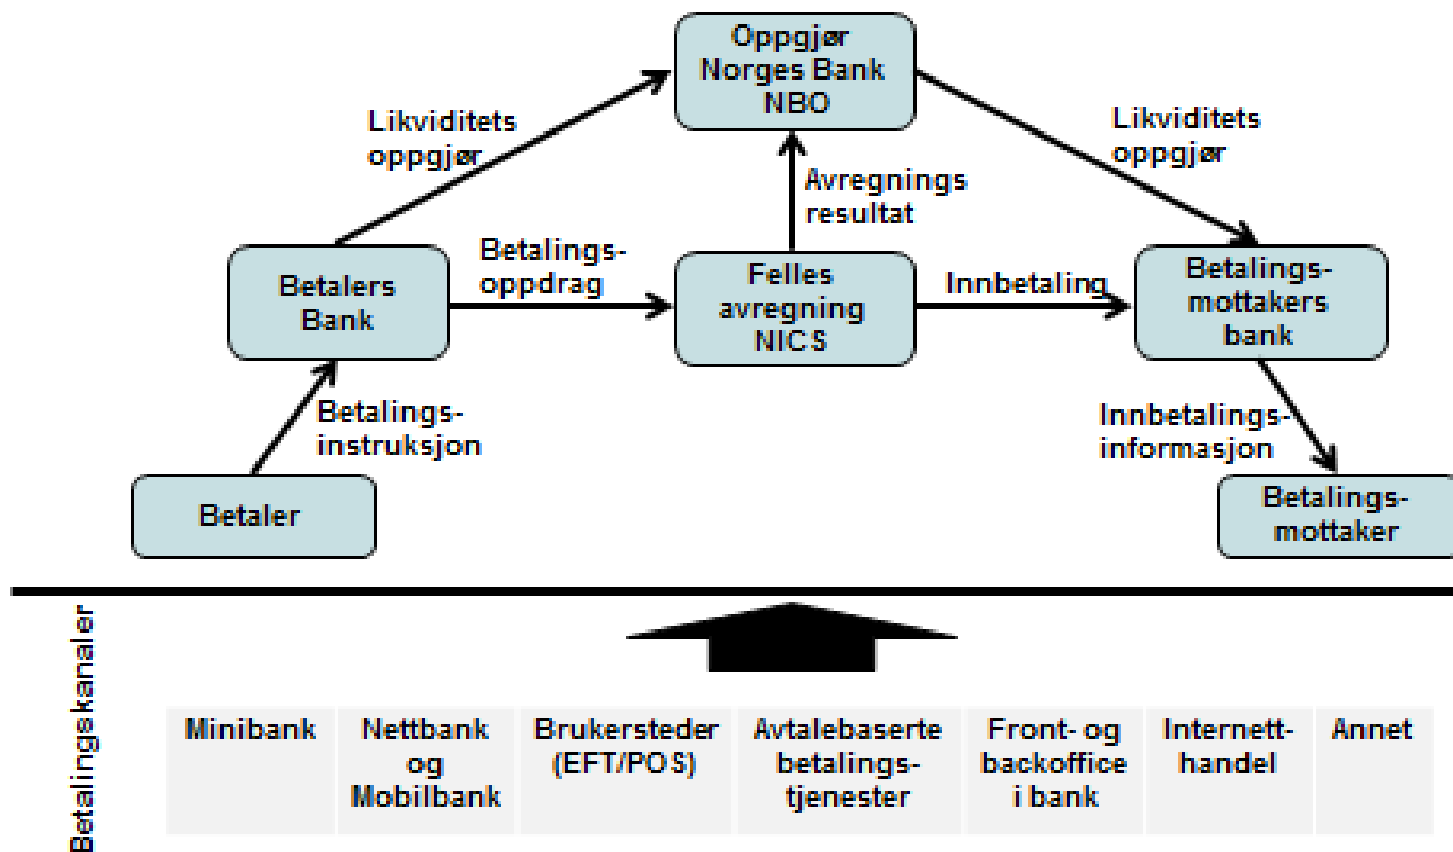 Oppgjør
Norges Bank
NBO
Likviditets
oppgjør
Likviditets
oppgjør
Avregnings
resultat
Betalers
Bank
Betalings-
oppdrag
Felles
avregning
NICS
Innbetaling
Betalings-
mottakers
bank
Betalings-
instruksjon
Innbetalings-
informasjon
Betaler
Betalings-
mottaker
Betalingskanaler
Minibank
Nettbank
og
Mobilbank
Brukersteder
(EFT/POS)
Avtalebaserte
betalings-
tjenester
Front- og
backoffice
i bank
Internett-
handel
Annet